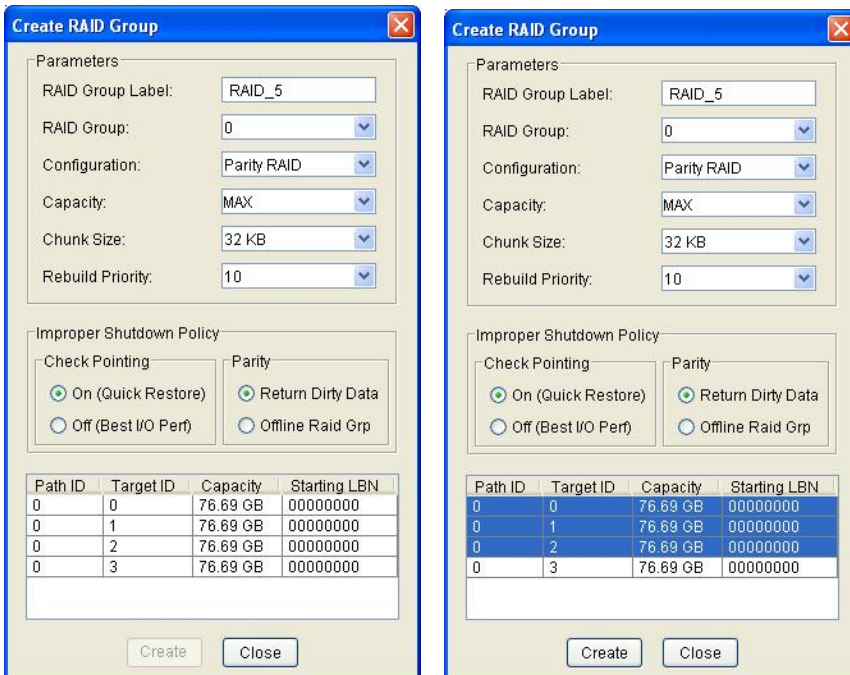 Create RAID Group
Parameters
RAID Group Label: RAID_5
RAID Group: 0
Configuration: Parity RAID
Capacity: MAX
Chunk Size: 32 KB
Rebuild Priority: 10
Improper Shutdown Policy
Check Pointing
On (Quick Restore)
Off (Best I/O Perf)
Parity
Return Dirty Data
Offline Raid Grp
Path ID Target ID Capacity Starting LBN
0 0 76.69 GB 00000000
0 1 76.69 GB 00000000
0 2 76.69 GB 00000000
0 3 76.69 GB 00000000
Create Close
Create RAID Group
Parameters
RAID Group Label: RAID_5
RAID Group: 0
Configuration: Parity RAID
Capacity: MAX
Chunk Size: 32 KB
Rebuild Priority: 10
Improper Shutdown Policy
Check Pointing
On (Quick Restore)
Off (Best I/O Perf)
Parity
Return Dirty Data
Offline Raid Grp
Path ID Target ID Capacity Starting LBN
0 0 76.69 GB 00000000
0 1 76.69 GB 00000000
0 2 76.69 GB 00000000
0 3 76.69 GB 00000000
Create Close